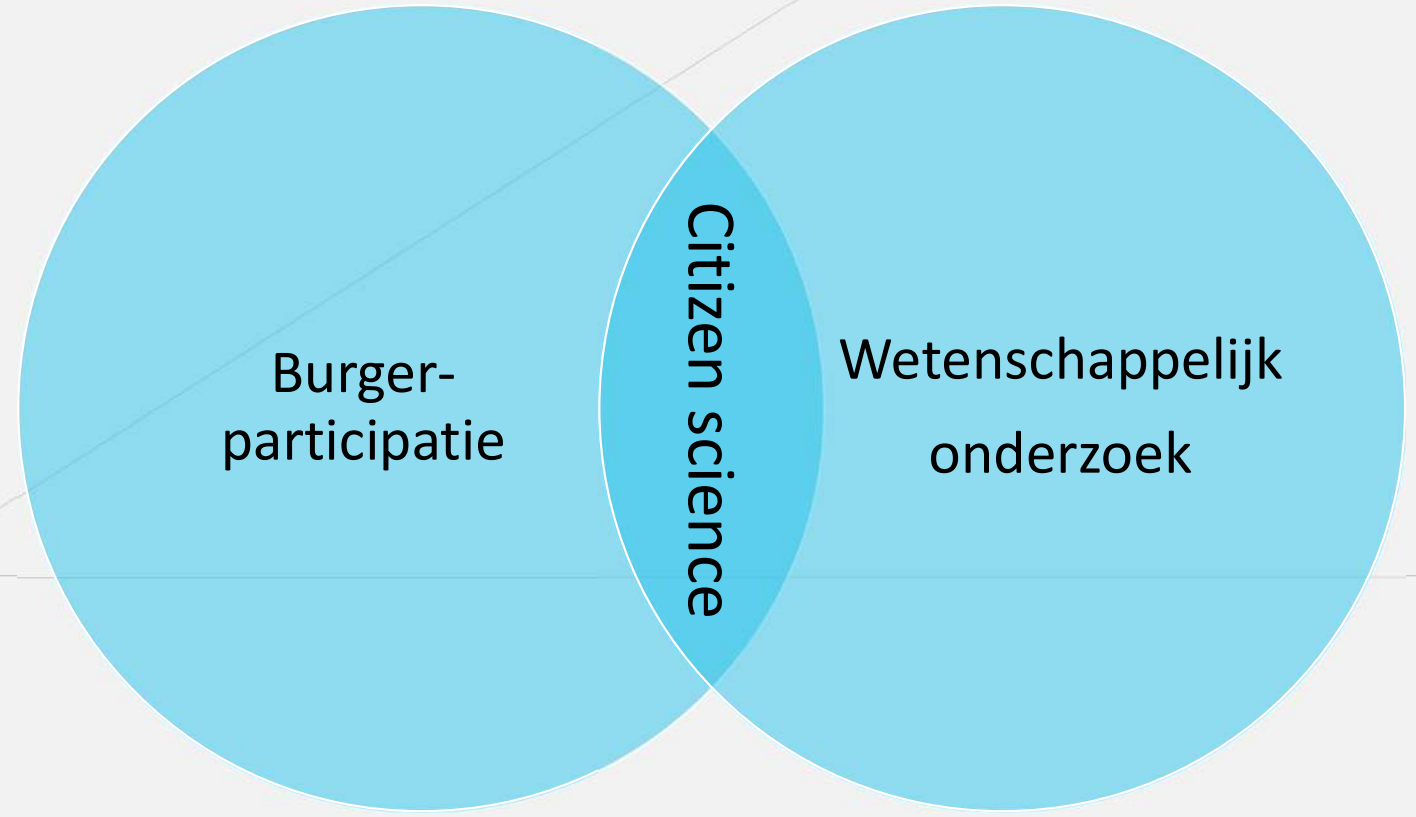 Burger-
participatie
Citizen science
Wetenschappelijk
onderzoek